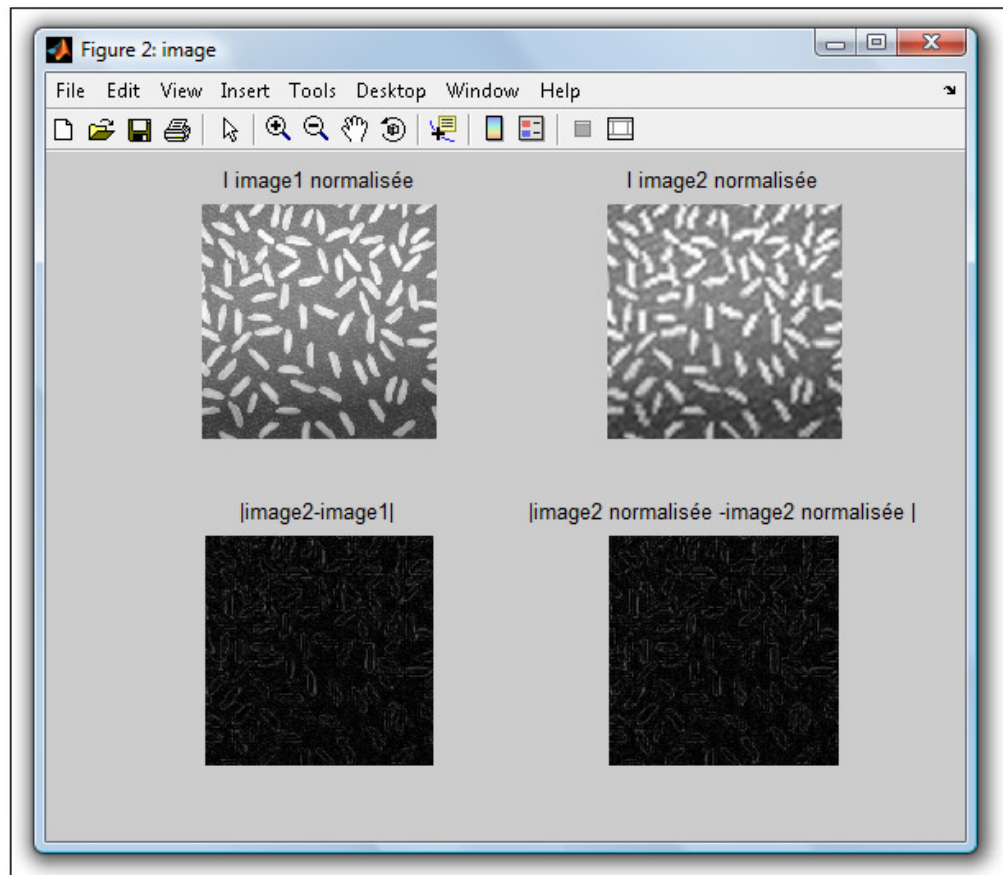 Figure 2: image
File Edit View Insert Tools Desktop Window Help
I image1 normalisée
I image2 normalisée
|image2-image1|
|image2 normalisée -image2 normalisée |